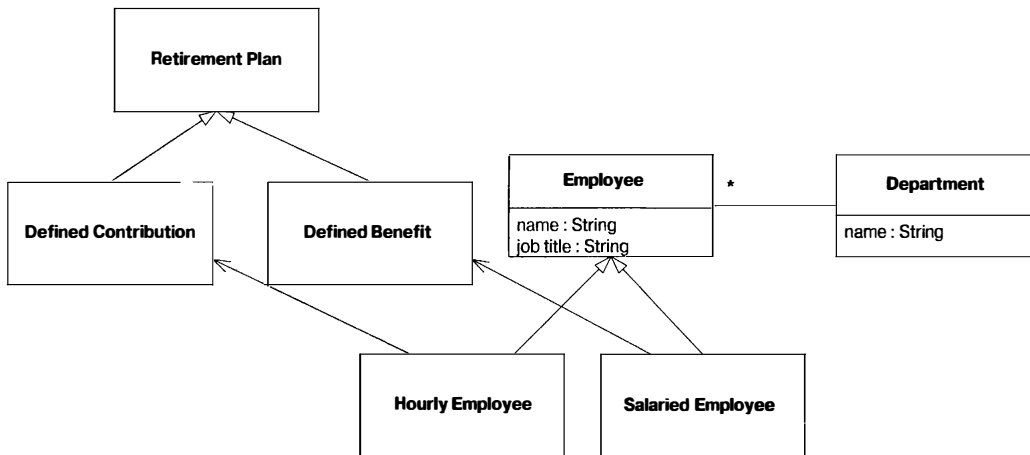 Retirement Plan
Defined Contribution
Defined Benefit
Employee
name : String
job title : String
*
Department
name : String
Hourly Employee
Salaried Employee